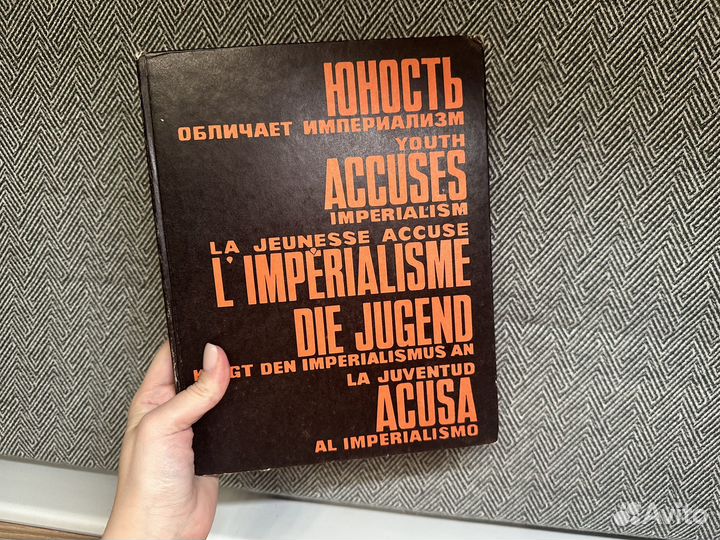 ЮНОСТЬ
ОБЛИЧАЕТ ИМПЕРИАЛИЗМ
YOUTH
ACCUSES
IMPERIALISM
LA JEUNESSE ACCUSE
L'IMPÉRIALISME
DIE JUGEND
DEN IMPERIALISMUS AN
LA JUVENTUD
ACUSA
AL IMPERIALISMO
Avito